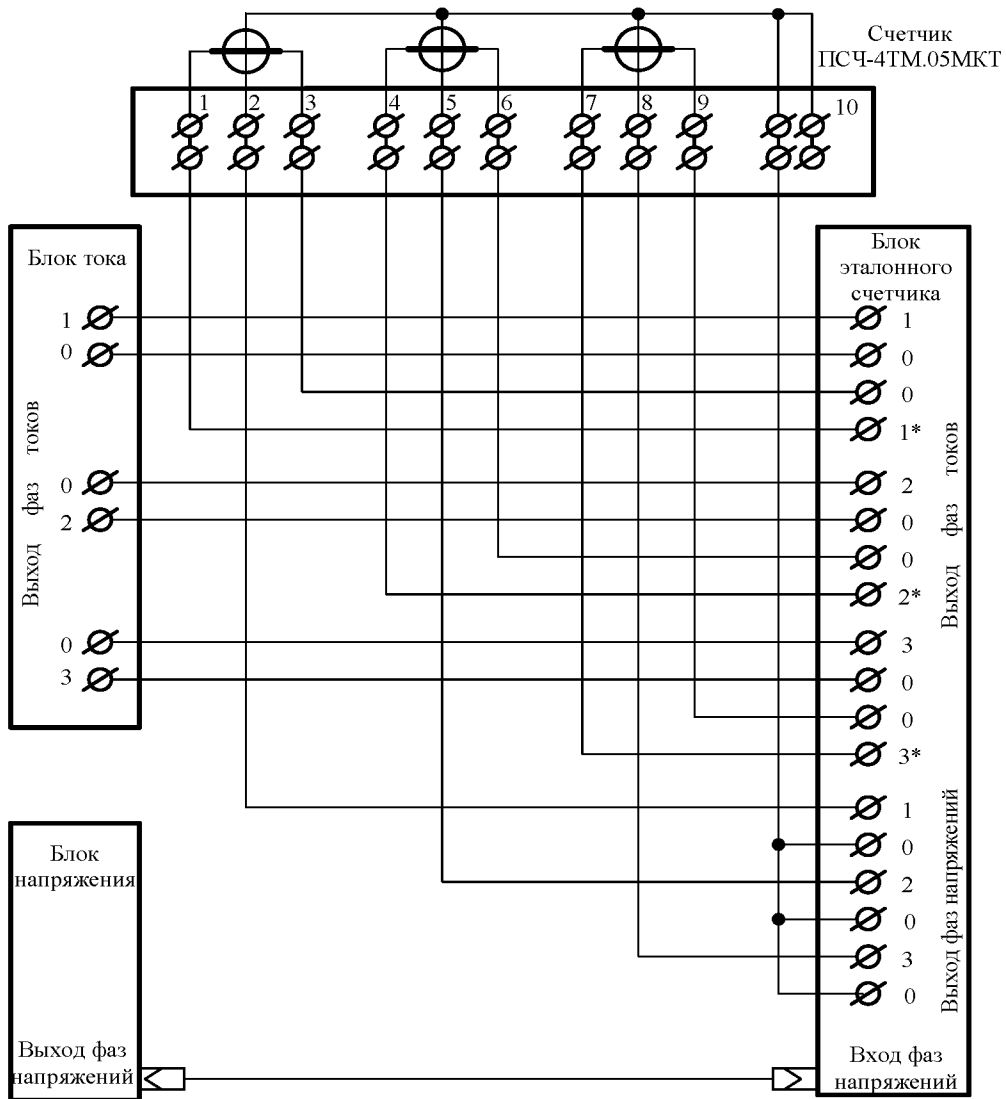 Счетчик
ПСЧ-4ТМ.05МКТ
1 2 3 4 5 6 7 8 9 10
Блок тока
1
0
0
2
0
3
Выход фаз токов
Блок
эталонного
счетчика
1
0
0
1*
2
0
0
2*
3
0
0
3*
Выход фаз токов
1
0
2
0
3
0
Выход фаз напряжений
Вход фаз
напряжений
Блок
напряжения
Выход фаз
напряжений